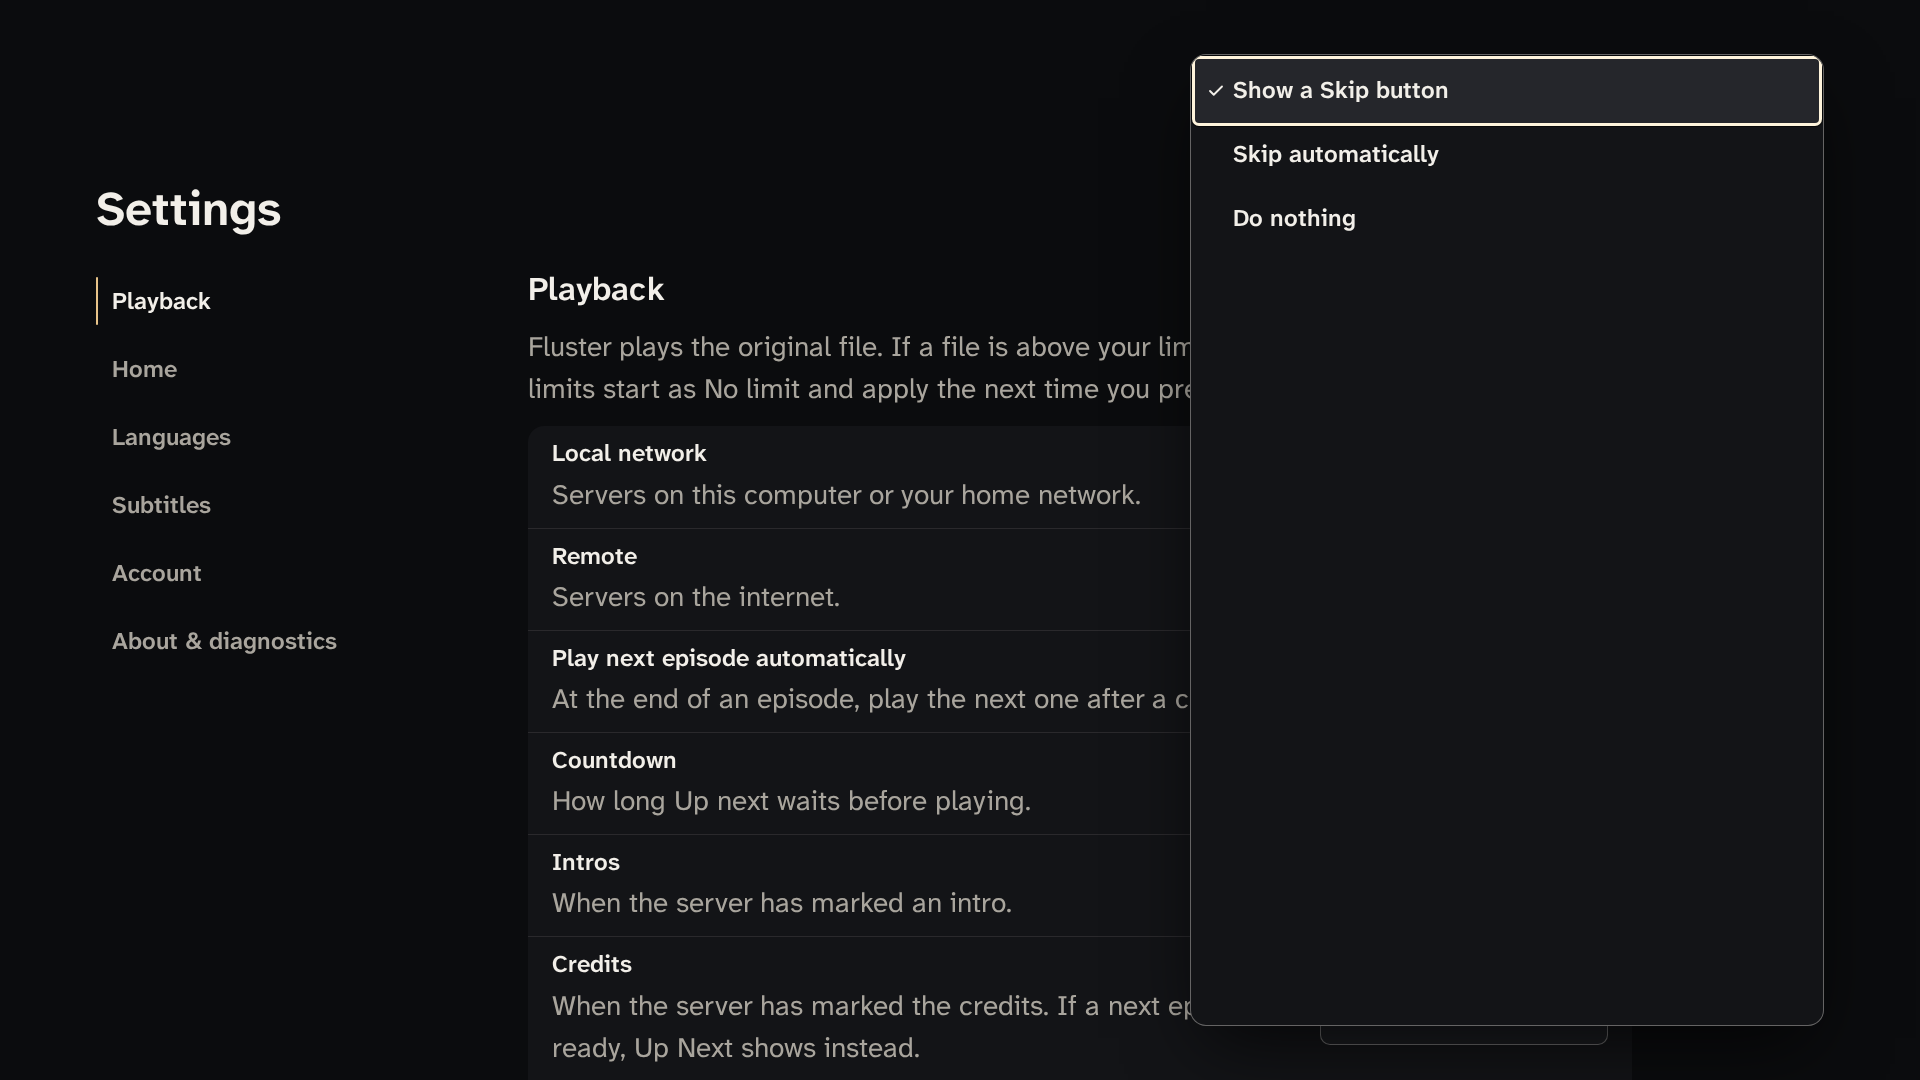 Settings
Playback
Home
Languages
Subtitles
Account
About & diagnostics
Playback
Fluster plays the original file. If a file is above your lim
limits start as No limit and apply the next time you pre
Local network
Servers on this computer or your home network.
Remote
Servers on the internet.
Play next episode automatically
At the end of an episode, play the next one after a c
Countdown
How long Up next waits before playing.
Intros
When the server has marked an intro.
Credits
When the server has marked the credits. If a next ep
ready, Up Next shows instead.
Show a Skip button
Skip automatically
Do nothing